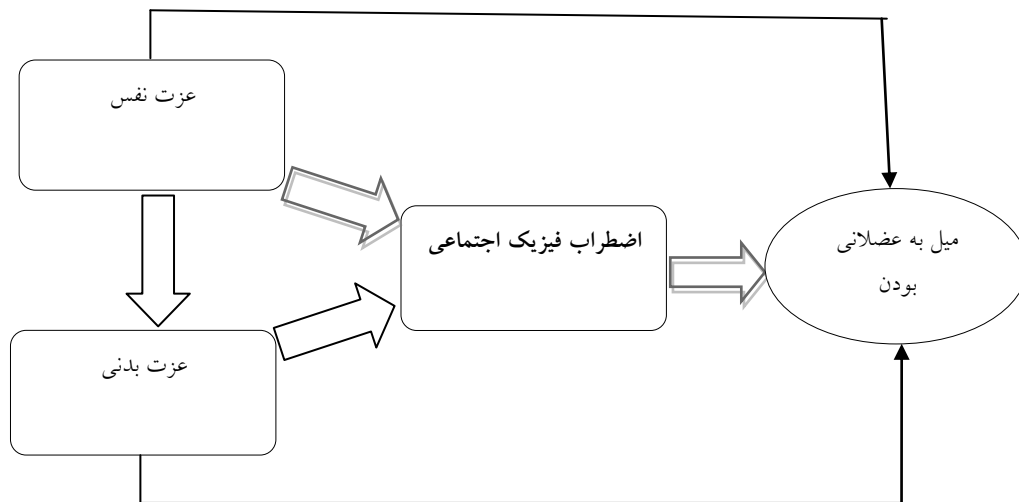 عزت نفس
اضطراب فیزیک اجتماعی
میل به عضلانی
بودن
عزت بدنی